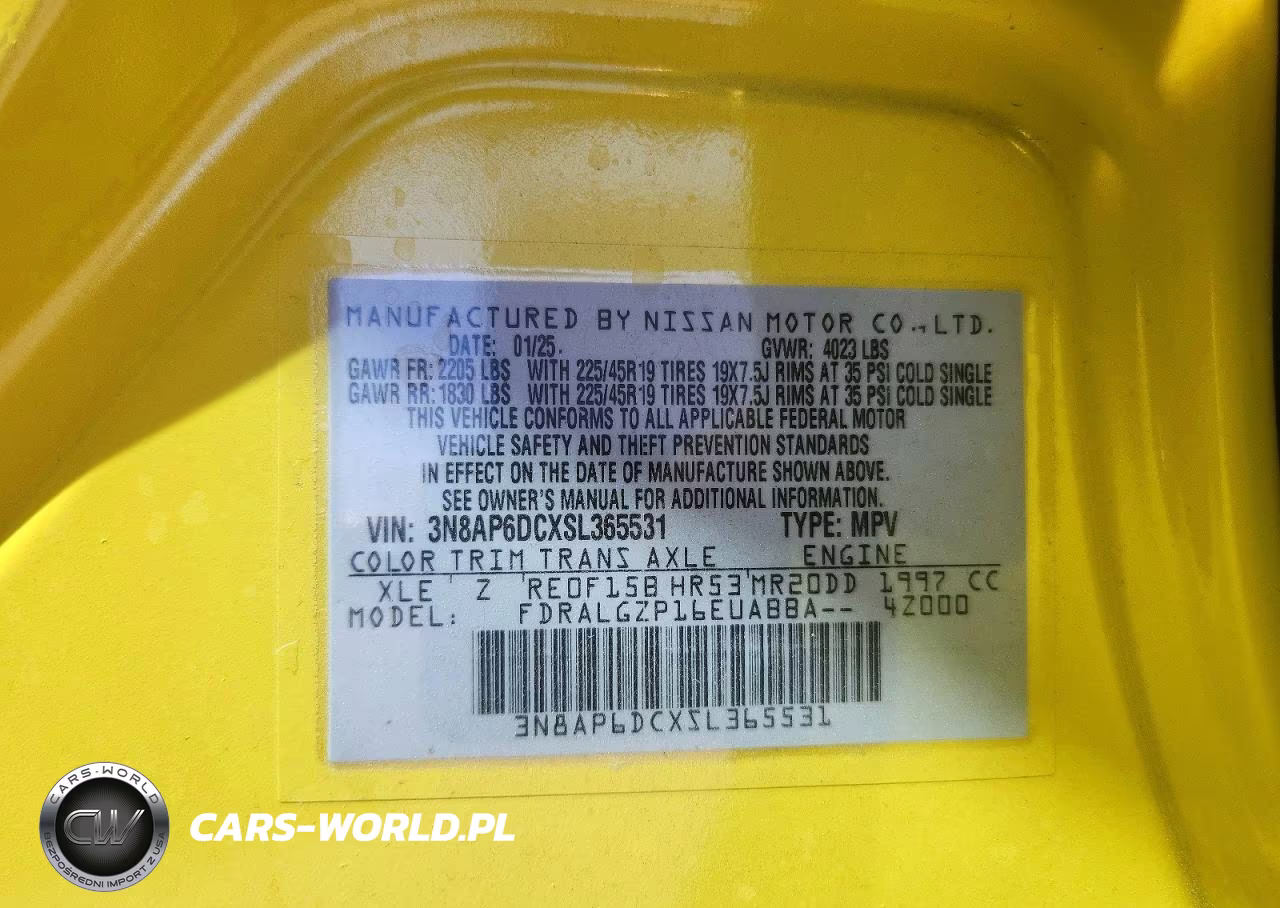 MANUFACTURED BY NISSAN MOTOR CO., LTD.
DATE: 01/25. GVWR: 4023 LBS
GAWR FR: 2205 LBS WITH 225/45R19 TIRES 19X7.5J RIMS AT 35 PSI COLD SINGLE
GAWR RR: 1830 LBS WITH 225/45R19 TIRES 19X7.5J RIMS AT 35 PSI COLD SINGLE
THIS VEHICLE CONFORMS TO ALL APPLICABLE FEDERAL MOTOR
VEHICLE SAFETY AND THEFT PREVENTION STANDARDS
IN EFFECT ON THE DATE OF MANUFACTURE SHOWN ABOVE.
SEE OWNER'S MANUAL FOR ADDITIONAL INFORMATION.
VIN: 3N8AP6DCXSL365531 TYPE: MPV
COLOR TRIM TRANS AXLE ENGINE
XLE Z RE0F15B HR53 MR20DD 1997 CC
MODEL: FDRALGZP16EUABBA-- 4Z000
3N8AP6DCXSL365531
CARS-WORLD
CW
BEZPOŚREDNI IMPORT Z USA
CARS-WORLD.PL